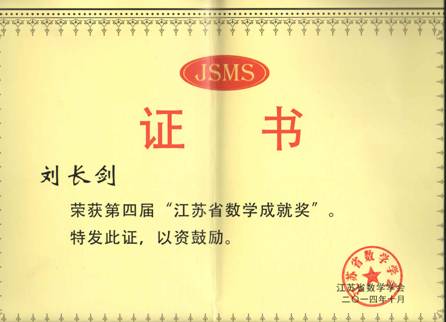 JSMS
证 书
刘长剑
荣获第四届“江苏省数学成就奖”。
特发此证，以资鼓励。
江苏省数学学会
江苏省数学学会
二〇一四年十月